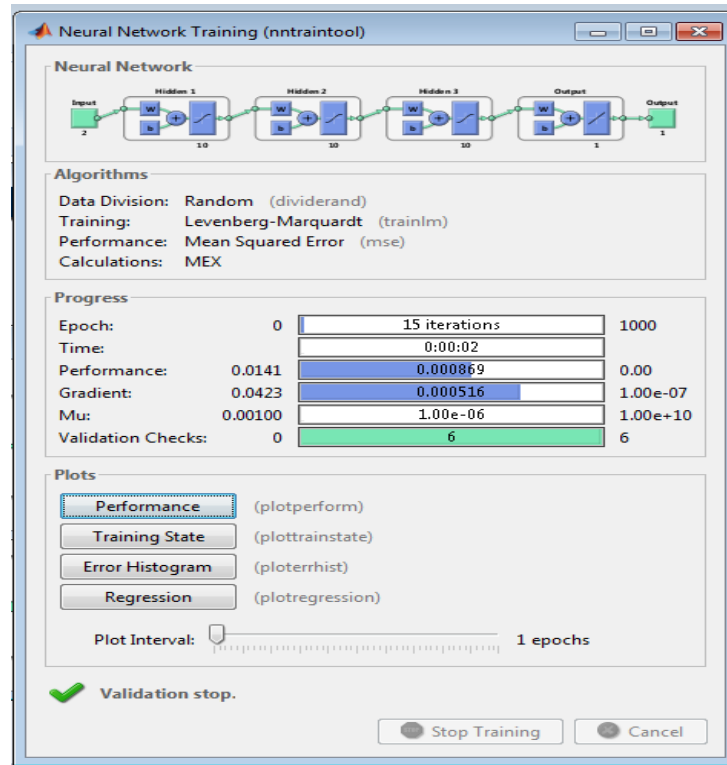 Neural Network Training (nntraintool)
Neural Network
Hidden 1 Hidden 2 Hidden 3 Output
Input W W W W Output
b b b b
2 10 10 10 1 1
Algorithms
Data Division: Random (dividerand)
Training: Levenberg-Marquardt (trainlm)
Performance: Mean Squared Error (mse)
Calculations: MEX
Progress
Epoch: 0 15 iterations 1000
Time: 0:00:02
Performance: 0.0141 0.000869 0.00
Gradient: 0.0423 0.000516 1.00e-07
Mu: 0.00100 1.00e-06 1.00e+10
Validation Checks: 0 6 6
Plots
Performance (plotperform)
Training State (plottrainstate)
Error Histogram (ploterrhist)
Regression (plotregression)
Plot Interval: 1 epochs
Validation stop.
Stop Training Cancel